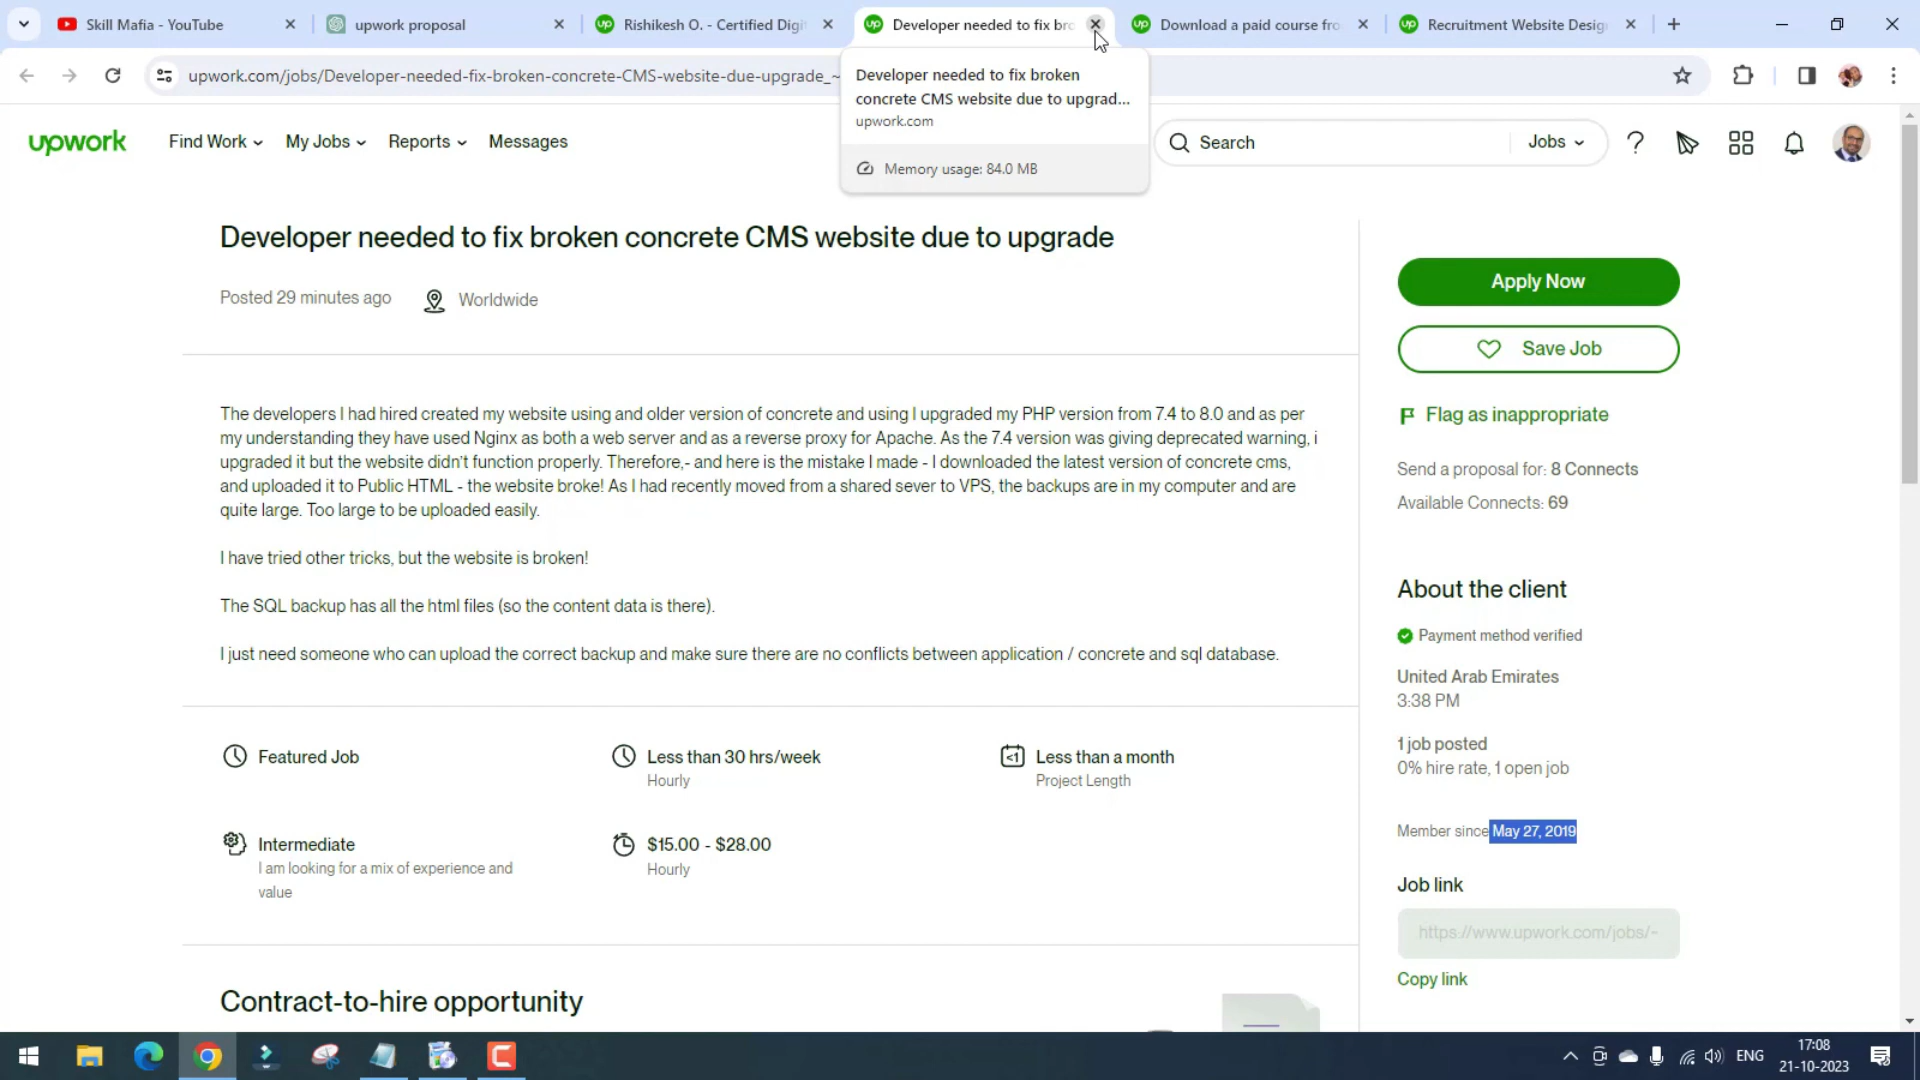 Skill Mafia - YouTube
upwork proposal
Rishikesh O. - Certified Digit
Developer needed to fix bro
Download a paid course fro
Recruitment Website Desig
upwork.com/jobs/Developer-needed-fix-broken-concrete-CMS-website-due-upgrade_~
Developer needed to fix broken
concrete CMS website due to upgrad...
upwork.com
Memory usage: 84.0 MB
upwork
Find Work
My Jobs
Reports
Messages
Search
Jobs
Developer needed to fix broken concrete CMS website due to upgrade
Posted 29 minutes ago
Worldwide
The developers I had hired created my website using and older version of concrete and using I upgraded my PHP version from 7.4 to 8.0 and as per
my understanding they have used Nginx as both a web server and as a reverse proxy for Apache. As the 7.4 version was giving deprecated warning, i
upgraded it but the website didn't function properly. Therefore,- and here is the mistake I made - I downloaded the latest version of concrete cms,
and uploaded it to Public HTML - the website broke! As I had recently moved from a shared sever to VPS, the backups are in my computer and are
quite large. Too large to be uploaded easily.
I have tried other tricks, but the website is broken!
The SQL backup has all the html files (so the content data is there).
I just need someone who can upload the correct backup and make sure there are no conflicts between application / concrete and sql database.
Featured Job
Less than 30 hrs/week
Hourly
<1
Less than a month
Project Length
Intermediate
I am looking for a mix of experience and
value
$15.00 - $28.00
Hourly
Contract-to-hire opportunity
Apply Now
Save Job
Flag as inappropriate
Send a proposal for: 8 Connects
Available Connects: 69
About the client
Payment method verified
United Arab Emirates
3:38 PM
1 job posted
0% hire rate, 1 open job
Member since May 27, 2019
Job link
https://www.upwork.com/jobs/~
Copy link
ENG
17:08
21-10-2023